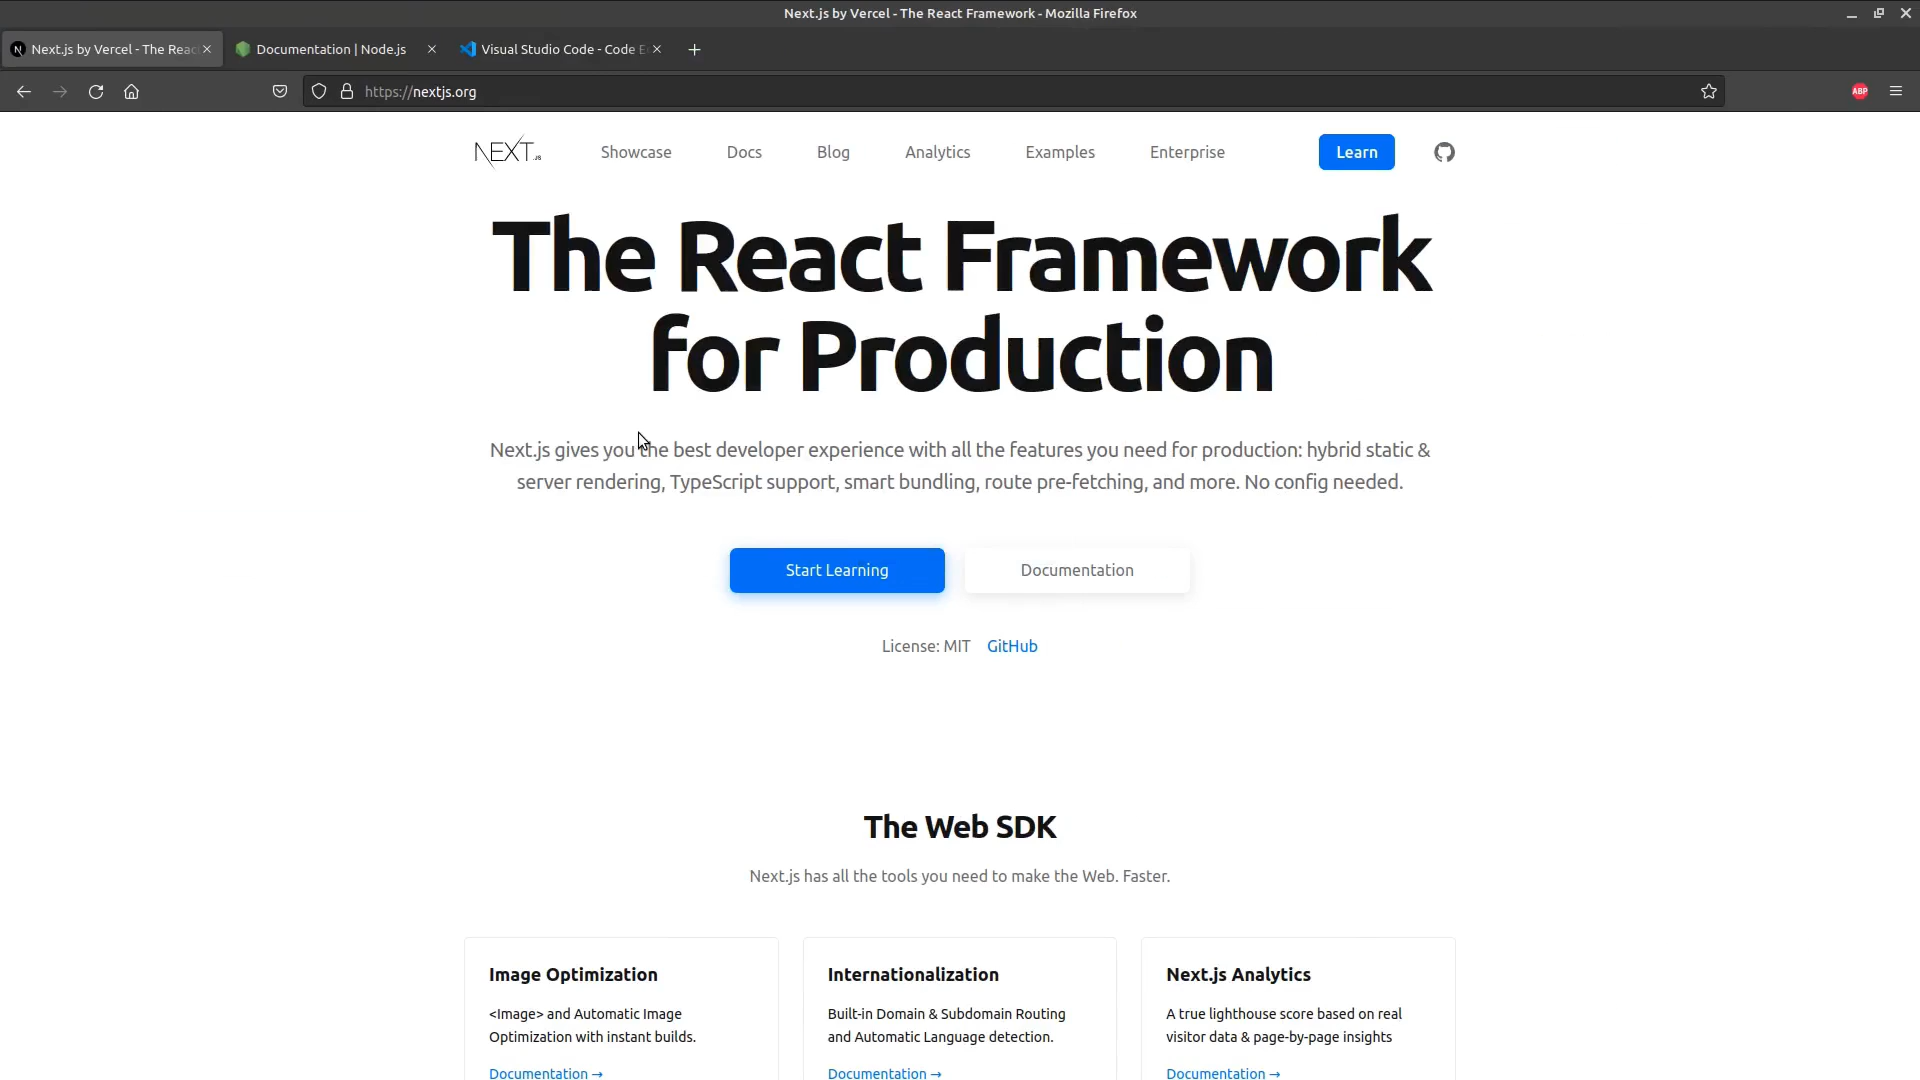 Next.js by Vercel - The React Framework - Mozilla Firefox
Next.js by Vercel - The Reac
Documentation | Node.js
Visual Studio Code - Code E
https://nextjs.org
ABP
NEXT.JS
Showcase
Docs
Blog
Analytics
Examples
Enterprise
Learn
The React Framework
for Production
Next.js gives you the best developer experience with all the features you need for production: hybrid static &
server rendering, TypeScript support, smart bundling, route pre-fetching, and more. No config needed.
Start Learning
Documentation
License: MIT GitHub
The Web SDK
Next.js has all the tools you need to make the Web. Faster.
Image Optimization
<Image> and Automatic Image
Optimization with instant builds.
Documentation →
Internationalization
Built-in Domain & Subdomain Routing
and Automatic Language detection.
Documentation →
Next.js Analytics
A true lighthouse score based on real
visitor data & page-by-page insights
Documentation →